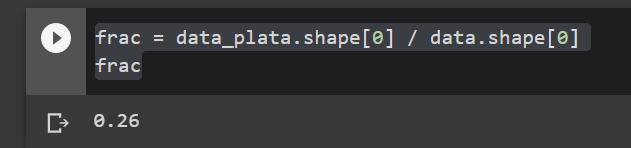 frac = data_plata.shape[0] / data.shape[0]
frac
0.26